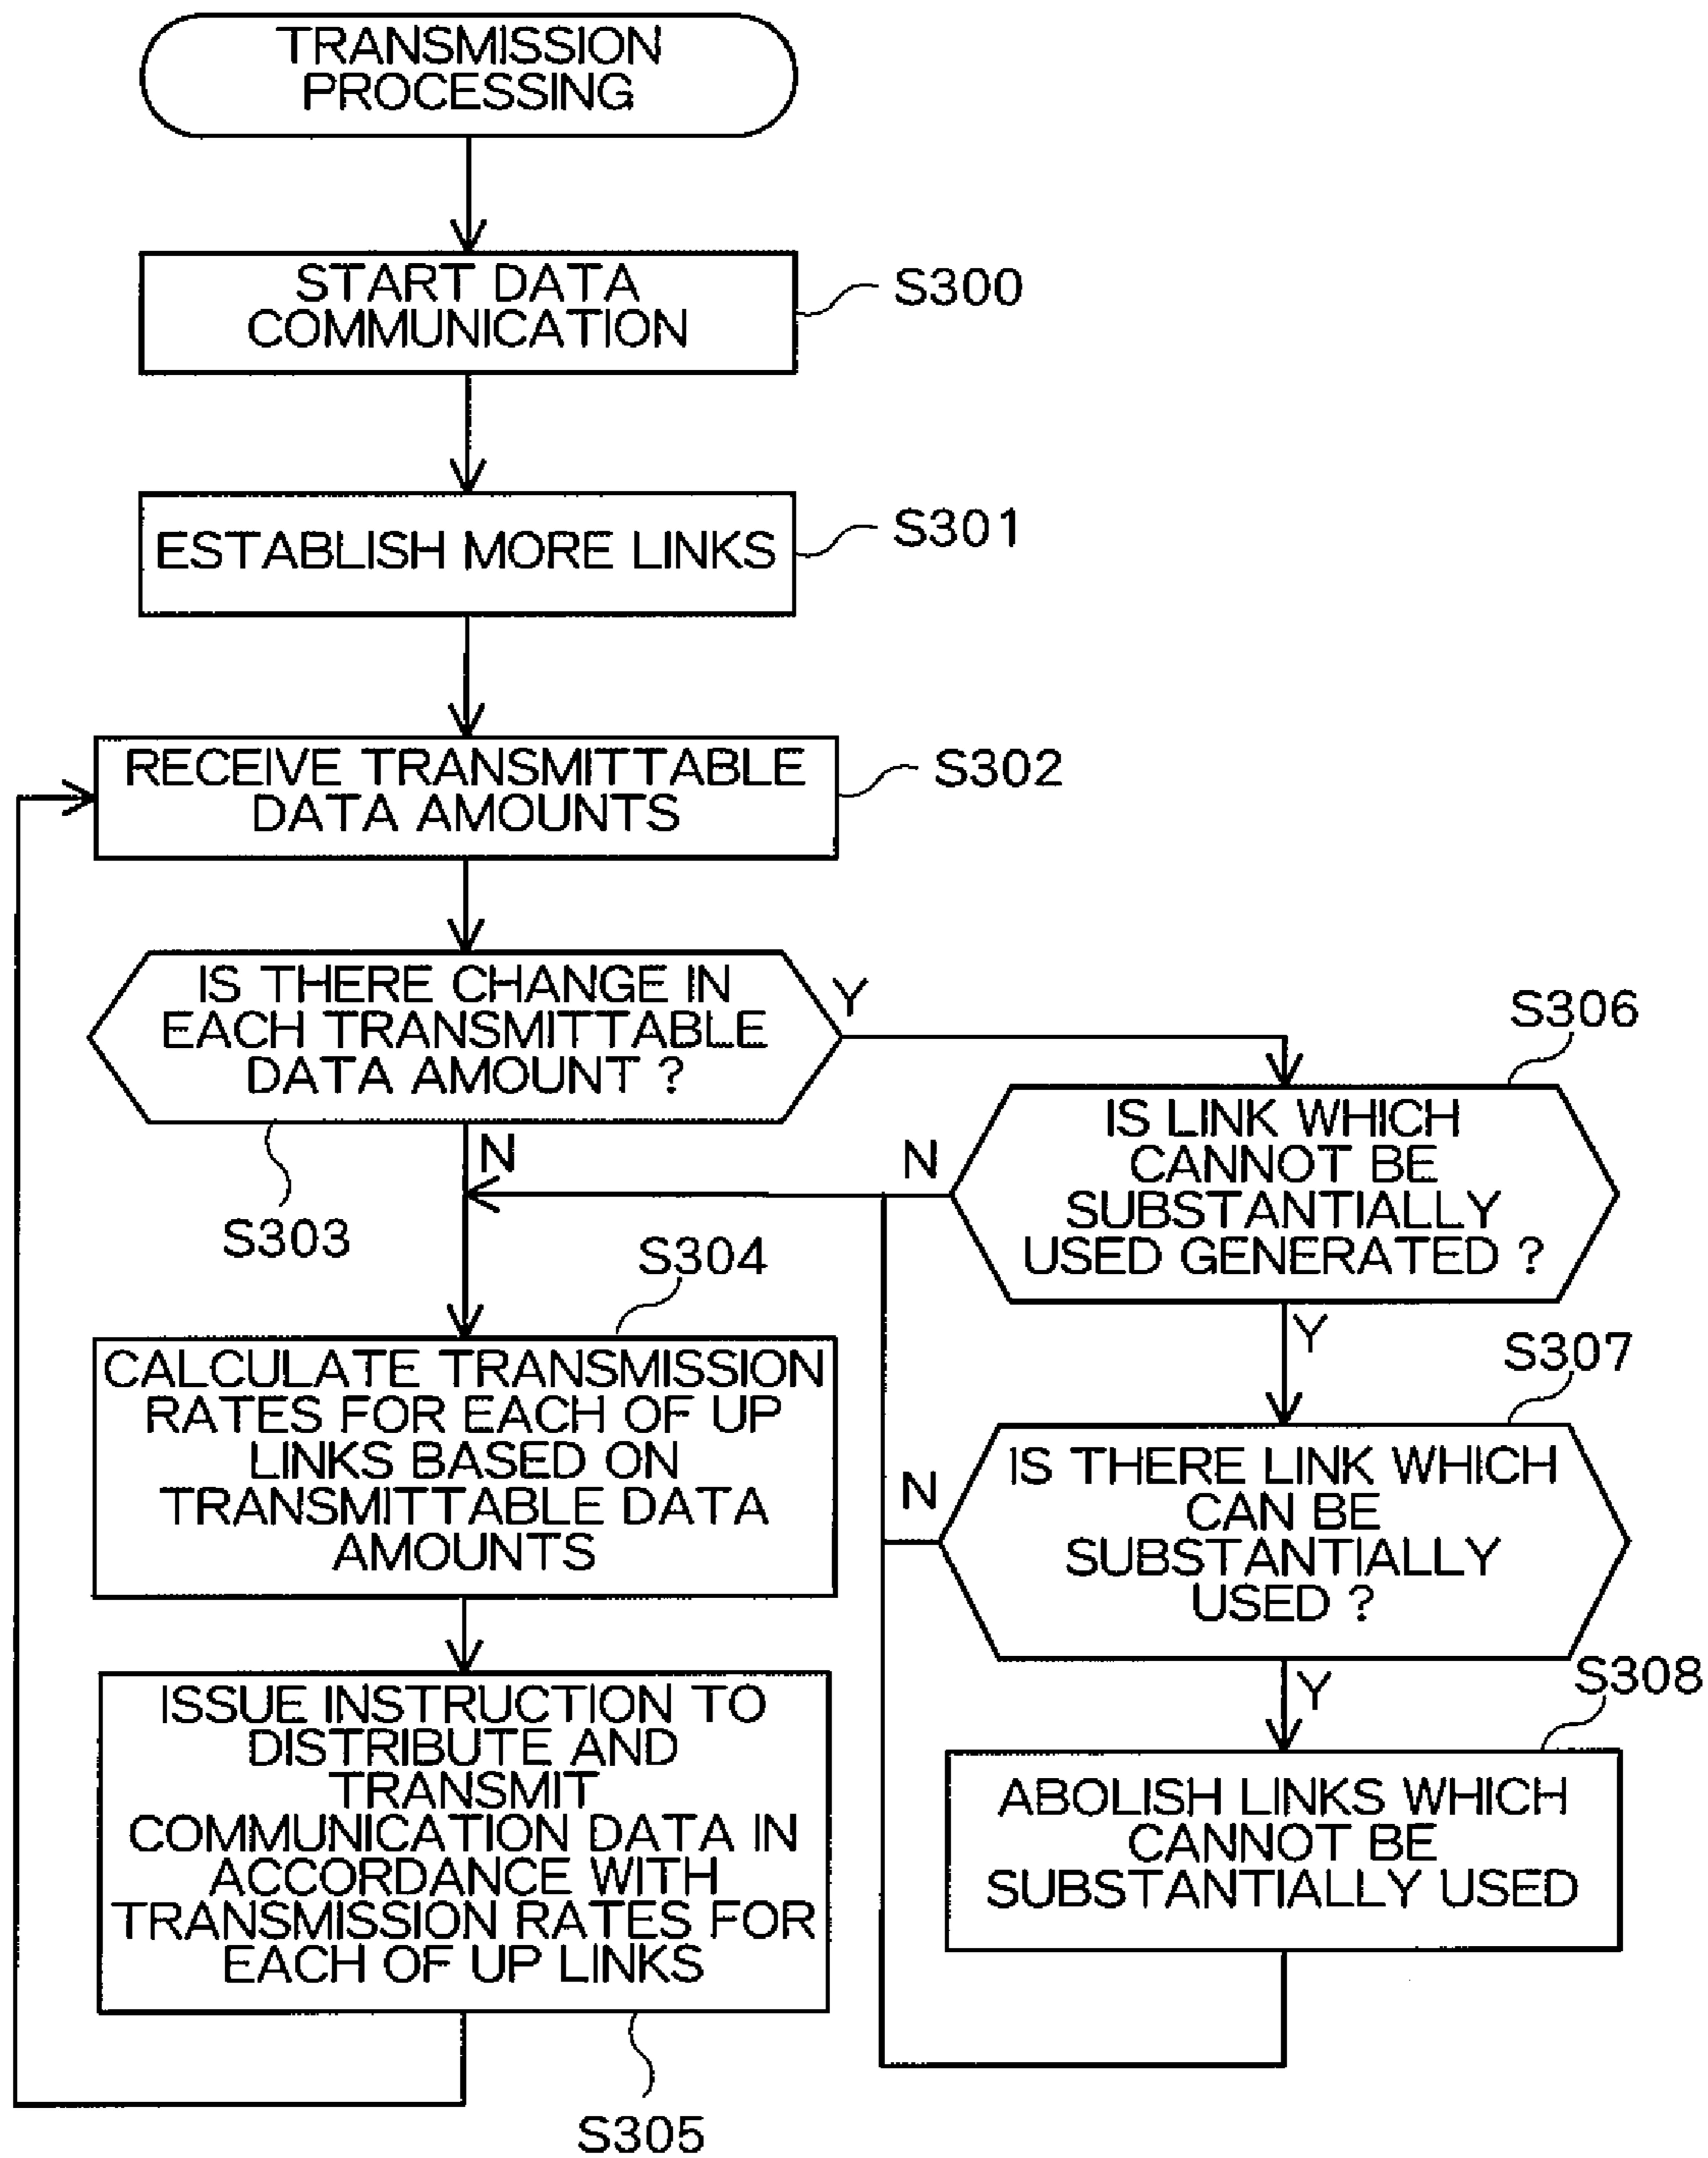 TRANSMISSION
PROCESSING
START DATA
COMMUNICATION
S300
ESTABLISH MORE LINKS
S301
RECEIVE TRANSMITTABLE
DATA AMOUNTS
S302
IS THERE CHANGE IN
EACH TRANSMITTABLE
DATA AMOUNT ?
Y
N
S303
S306
IS LINK WHICH
CANNOT BE
SUBSTANTIALLY
USED GENERATED ?
N
Y
S304
CALCULATE TRANSMISSION
RATES FOR EACH OF UP
LINKS BASED ON
TRANSMITTABLE DATA
AMOUNTS
S307
IS THERE LINK WHICH
CAN BE
SUBSTANTIALLY
USED ?
N
Y
ISSUE INSTRUCTION TO
DISTRIBUTE AND
TRANSMIT
COMMUNICATION DATA IN
ACCORDANCE WITH
TRANSMISSION RATES FOR
EACH OF UP LINKS
S305
S308
ABOLISH LINKS WHICH
CANNOT BE
SUBSTANTIALLY USED